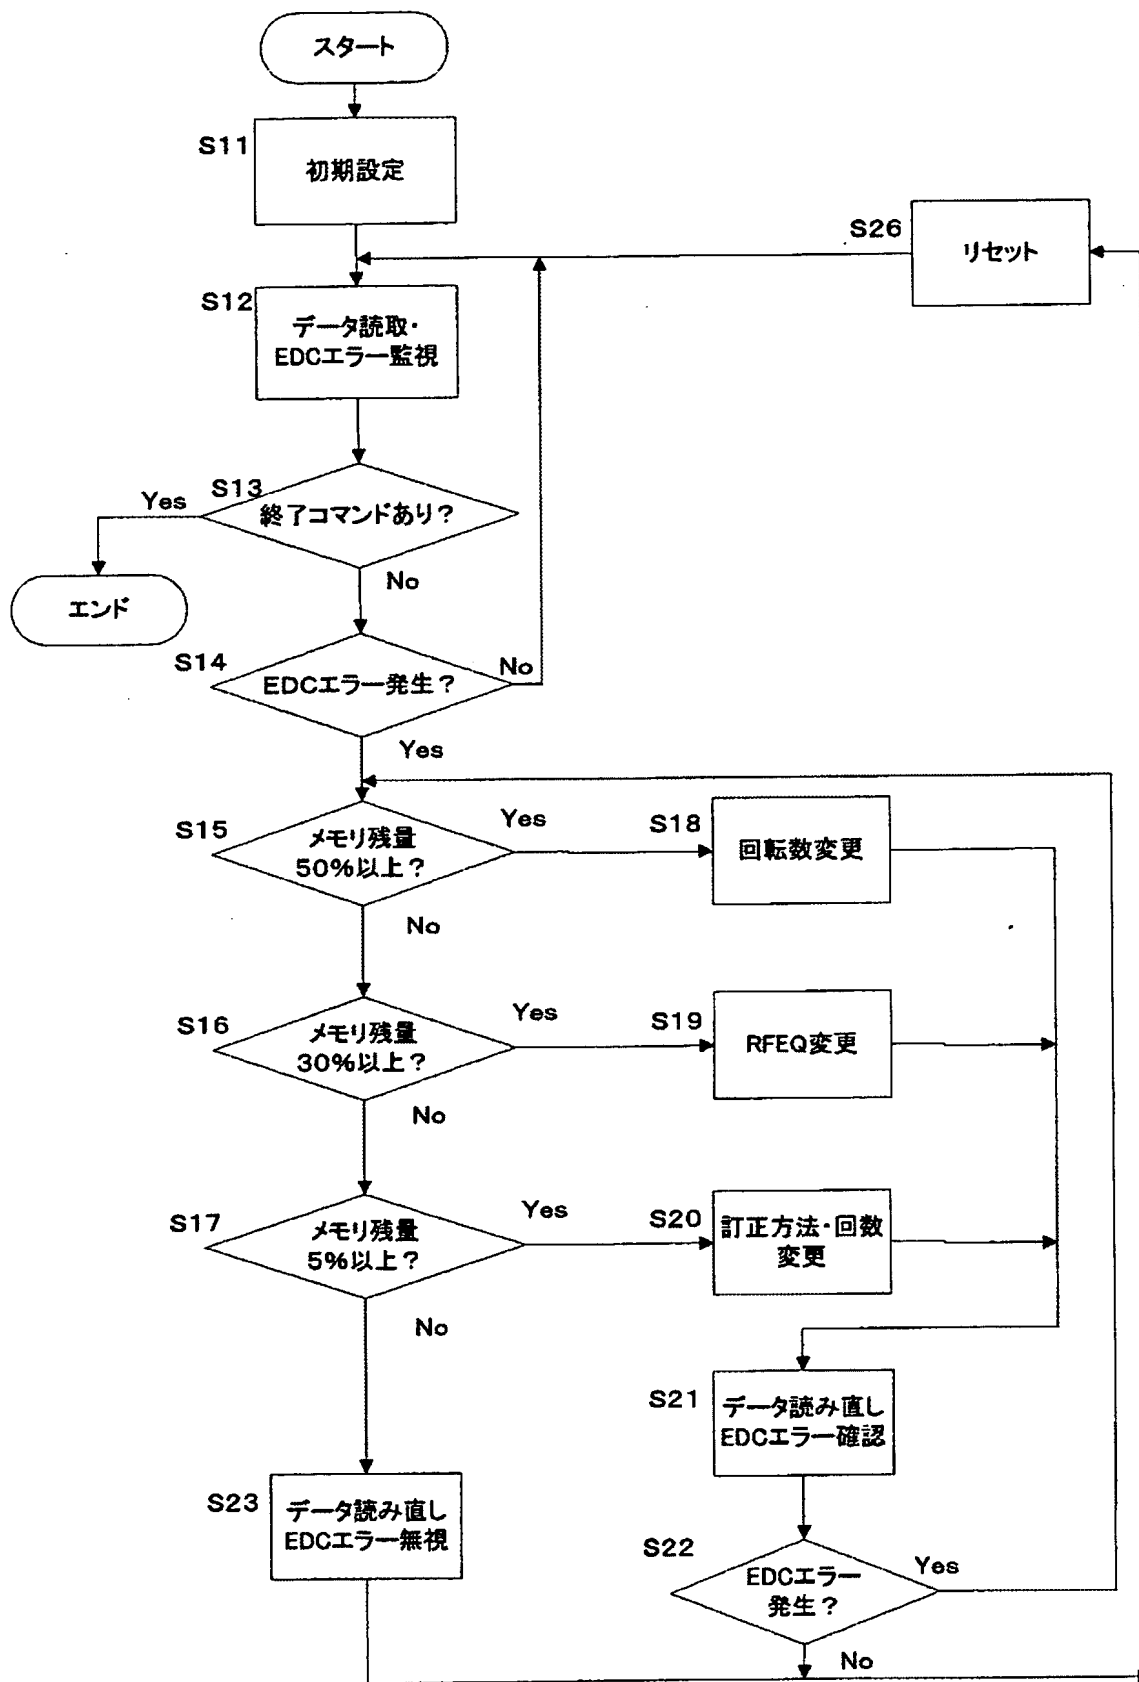 スタート
S11
初期設定
S26
リセット
S12
データ読取・
EDCエラー監視
S13
終了コマンドあり?
Yes
No
エンド
S14
EDCエラー発生?
No
Yes
S15
メモリ残量
50%以上?
Yes
No
S18
回転数変更
S16
メモリ残量
30%以上?
Yes
No
S19
RFEQ変更
S17
メモリ残量
5%以上?
Yes
No
S20
訂正方法・回数
変更
S21
データ読み直し
EDCエラー確認
S23
データ読み直し
EDCエラー無視
S22
EDCエラー
発生?
Yes
No